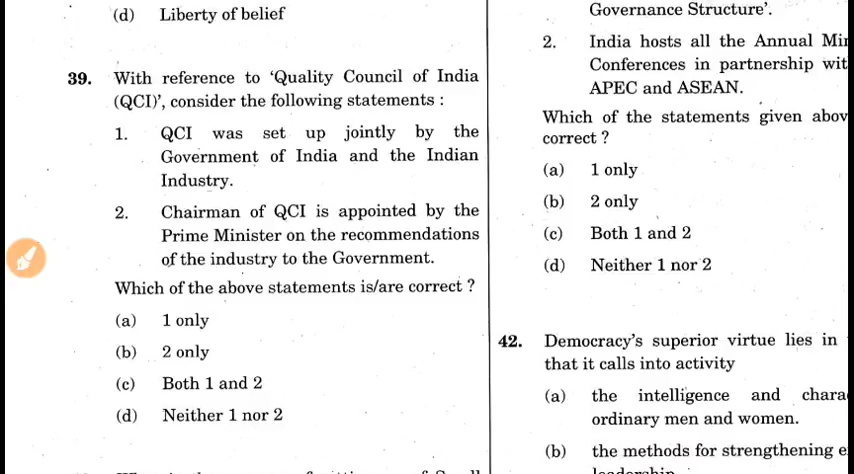 (d) Liberty of belief
39. With reference to ‘Quality Council of India
(QCI)’, consider the following statements :
1. QCI was set up jointly by the
Government of India and the Indian
Industry.
2. Chairman of QCI is appointed by the
Prime Minister on the recommendations
of the industry to the Government.
Which of the above statements is/are correct ?
(a) 1 only
(b) 2 only
(c) Both 1 and 2
(d) Neither 1 nor 2
Governance Structure’.
2. India hosts all the Annual
Conferences in partnership
APEC and ASEAN.
Which of the statements given
correct ?
(a) 1 only
(b) 2 only
(c) Both 1 and 2
(d) Neither 1 nor 2
42. Democracy’s superior virtue lies in
that it calls into activity
(a) the intelligence and
ordinary men and women.
(b) the methods for strengthening